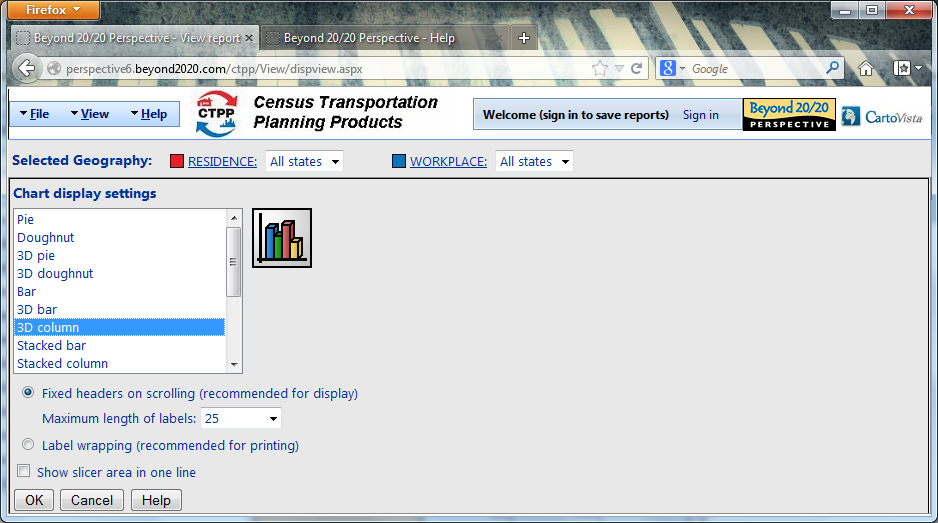 Firefox
Beyond 20/20 Perspective - View report
Beyond 20/20 Perspective - Help
perspective6.beyond2020.com/ctpp/View/dispview.aspx
Google
File View Help
CTPP
Census Transportation
Planning Products
Welcome (sign in to save reports) Sign in
Beyond 20/20
PERSPECTIVE
CartoVista
Selected Geography: RESIDENCE: All states WORKPLACE: All states
Chart display settings
Pie
Doughnut
3D pie
3D doughnut
Bar
3D bar
3D column
Stacked bar
Stacked column
Fixed headers on scrolling (recommended for display)
Maximum length of labels: 25
Label wrapping (recommended for printing)
Show slicer area in one line
OK Cancel Help